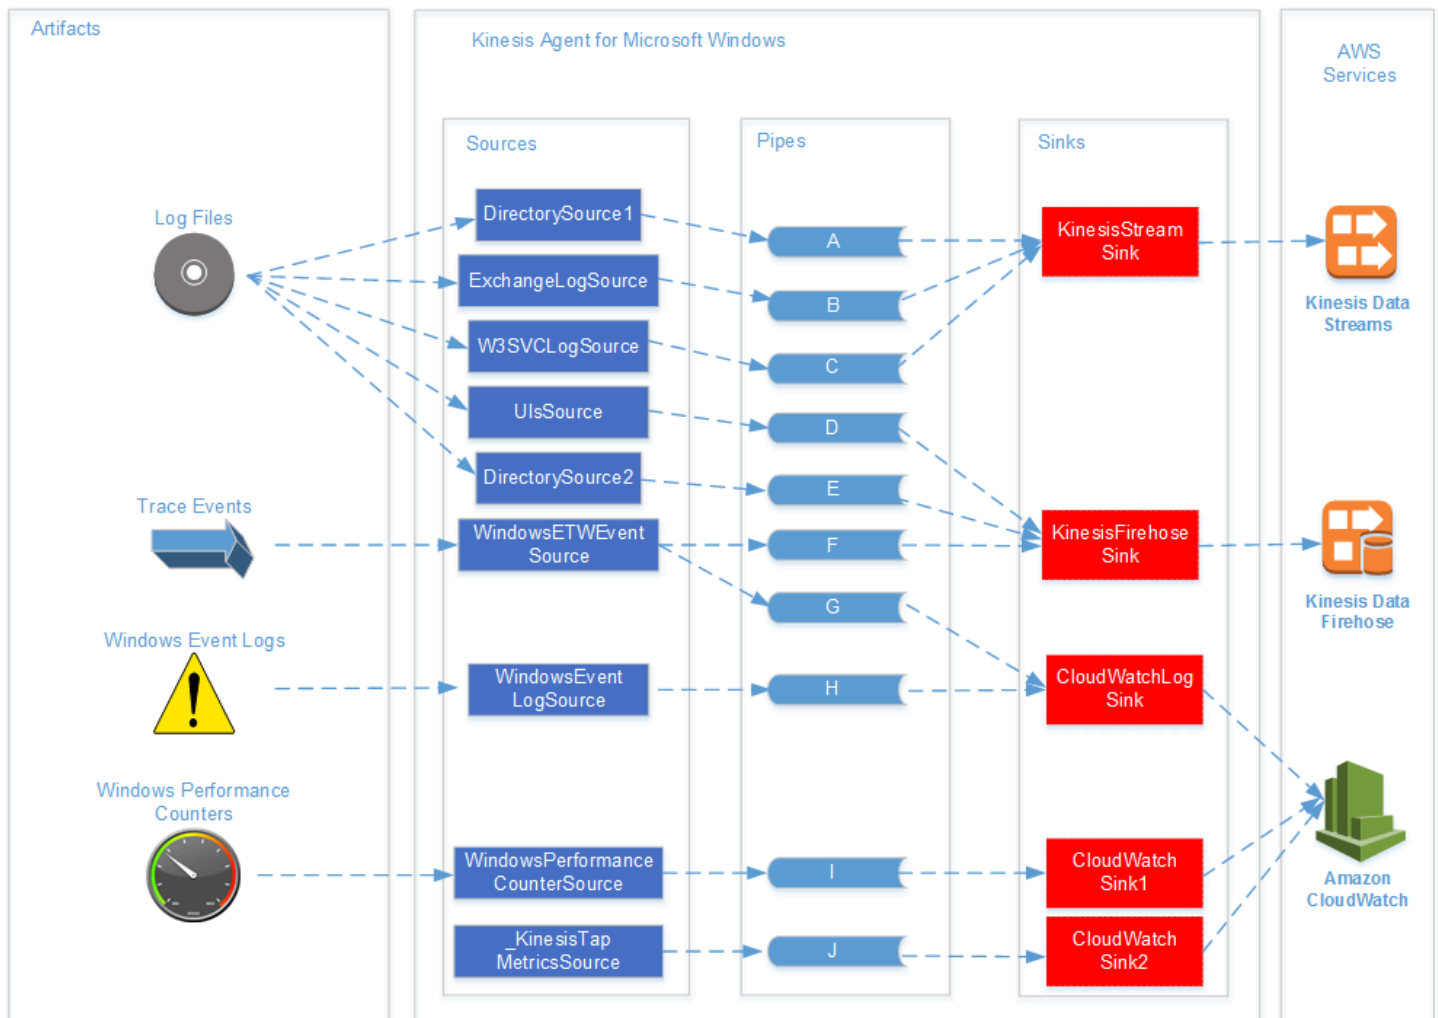 Artifacts
Log Files
Trace Events
Windows Event Logs
Windows Performance
Counters
Kinesis Agent for Microsoft Windows
Sources
DirectorySource1
ExchangeLogSource
W3SVCLogSource
UlsSource
DirectorySource2
WindowsETWEvent
Source
WindowsEvent
LogSource
WindowsPerformance
CounterSource
_KinesisTap
MetricsSource
Pipes
A
B
C
D
E
F
G
H
I
J
Sinks
KinesisStream
Sink
KinesisFirehose
Sink
CloudWatchLog
Sink
CloudWatch
Sink1
CloudWatch
Sink2
AWS
Services
Kinesis Data
Streams
Kinesis Data
Firehose
Amazon
CloudWatch